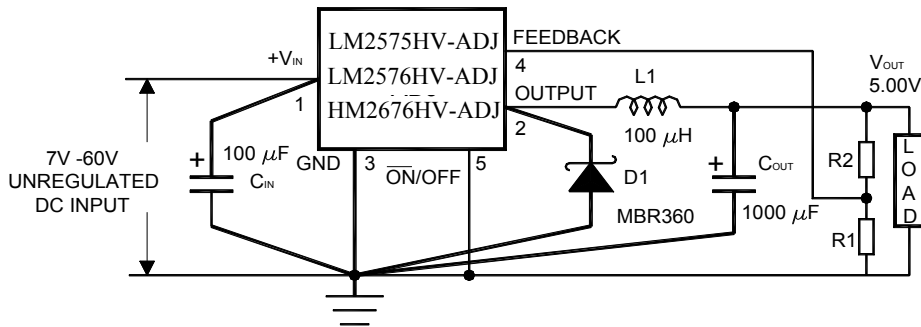 LM2575HV-ADJ
LM2576HV-ADJ
HM2676HV-ADJ
FEEDBACK
4
+VIN
1
OUTPUT
2
L1
100 μH
VOUT
5.00V
7V -60V
UNREGULATED
DC INPUT
+
100 μF
CIN
GND
3
ON/OFF
5
D1
MBR360
+
COUT
1000 μF
R2
R1
LOAD